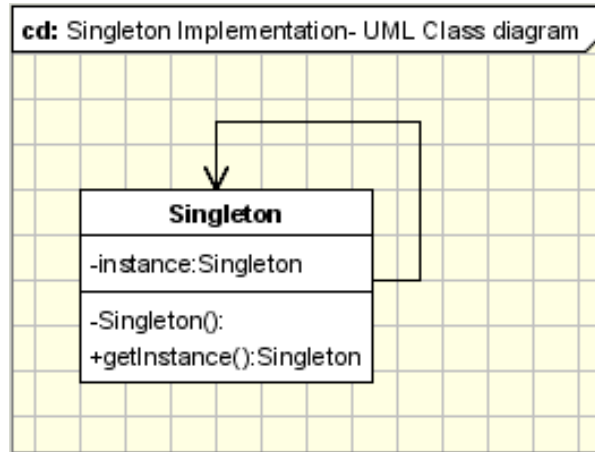 cd: Singleton Implementation- UML Class diagram
Singleton
-instance:Singleton
-Singleton():
+getInstance():Singleton